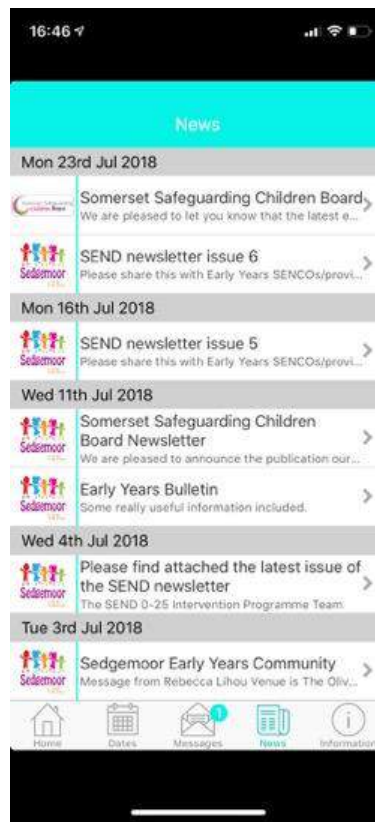 16:46
News
Mon 23rd Jul 2018
Somerset Safeguarding Children Board
We are pleased to let you know that the latest e...
SEND newsletter issue 6
Please share this with Early Years SENCOs/provi...
Sedgemoor
Mon 16th Jul 2018
SEND newsletter issue 5
Please share this with Early Years SENCOs/provi...
Sedgemoor
Wed 11th Jul 2018
Somerset Safeguarding Children
Board Newsletter
We are pleased to announce the publication our...
Sedgemoor
Early Years Bulletin
Some really useful information included.
Sedgemoor
Wed 4th Jul 2018
Please find attached the latest issue of
the SEND newsletter
The SEND 0-25 Intervention Programme Team
Sedgemoor
Tue 3rd Jul 2018
Sedgemoor Early Years Community
Message from Rebecca Lihou Venue is The Oliv...
Sedgemoor
1
Home Dates Messages News Information